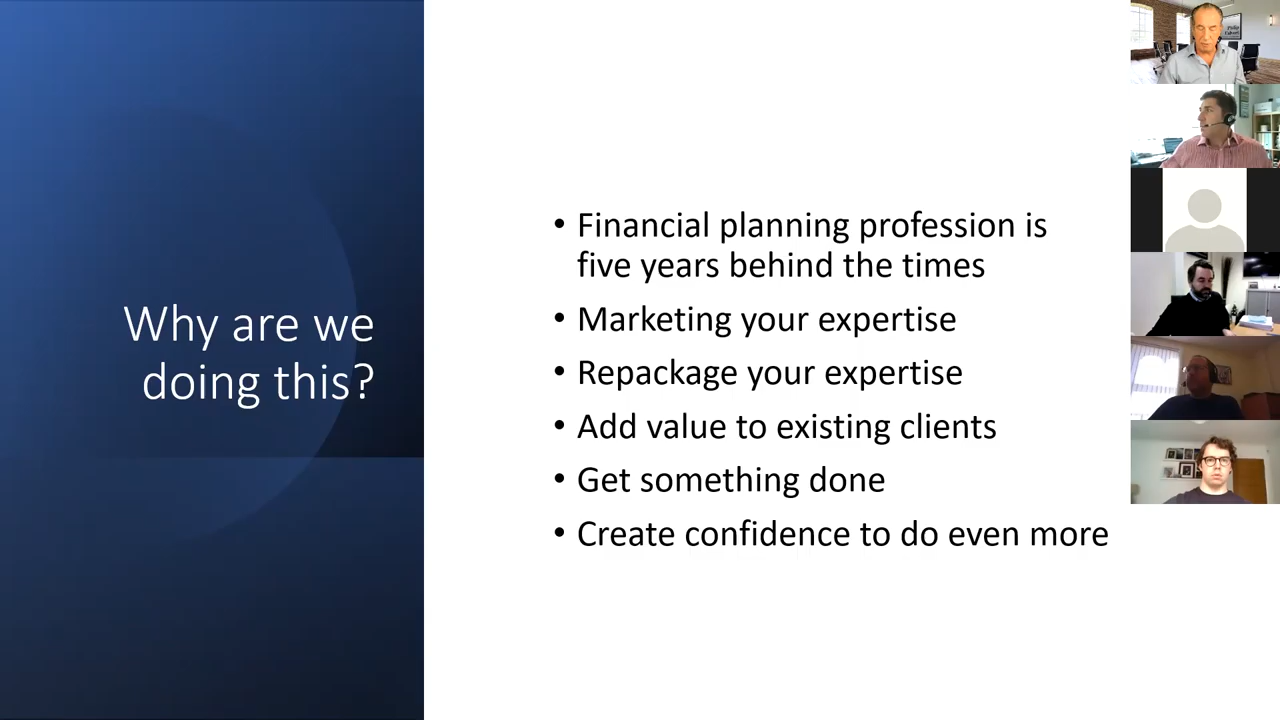 Why are we
doing this?
• Financial planning profession is
five years behind the times
• Marketing your expertise
• Repackage your expertise
• Add value to existing clients
• Get something done
• Create confidence to do even more